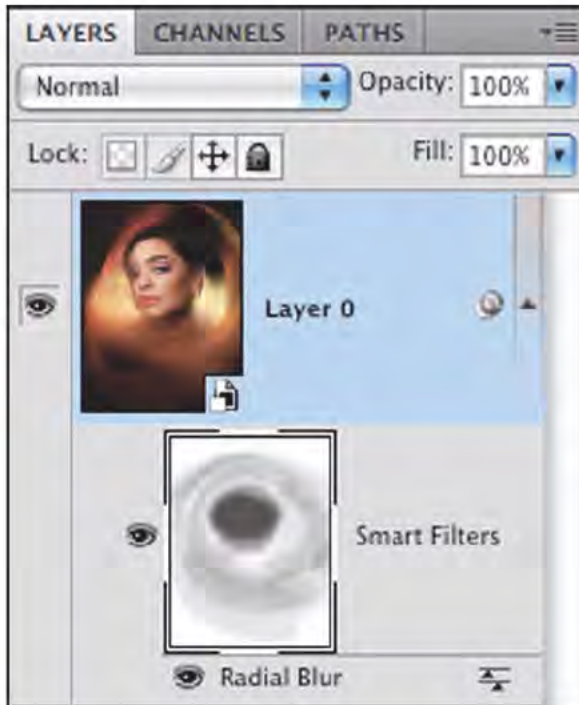 LAYERS CHANNELS PATHS
Normal Opacity: 100%
Lock: Fill: 100%
Layer 0
Smart Filters
Radial Blur